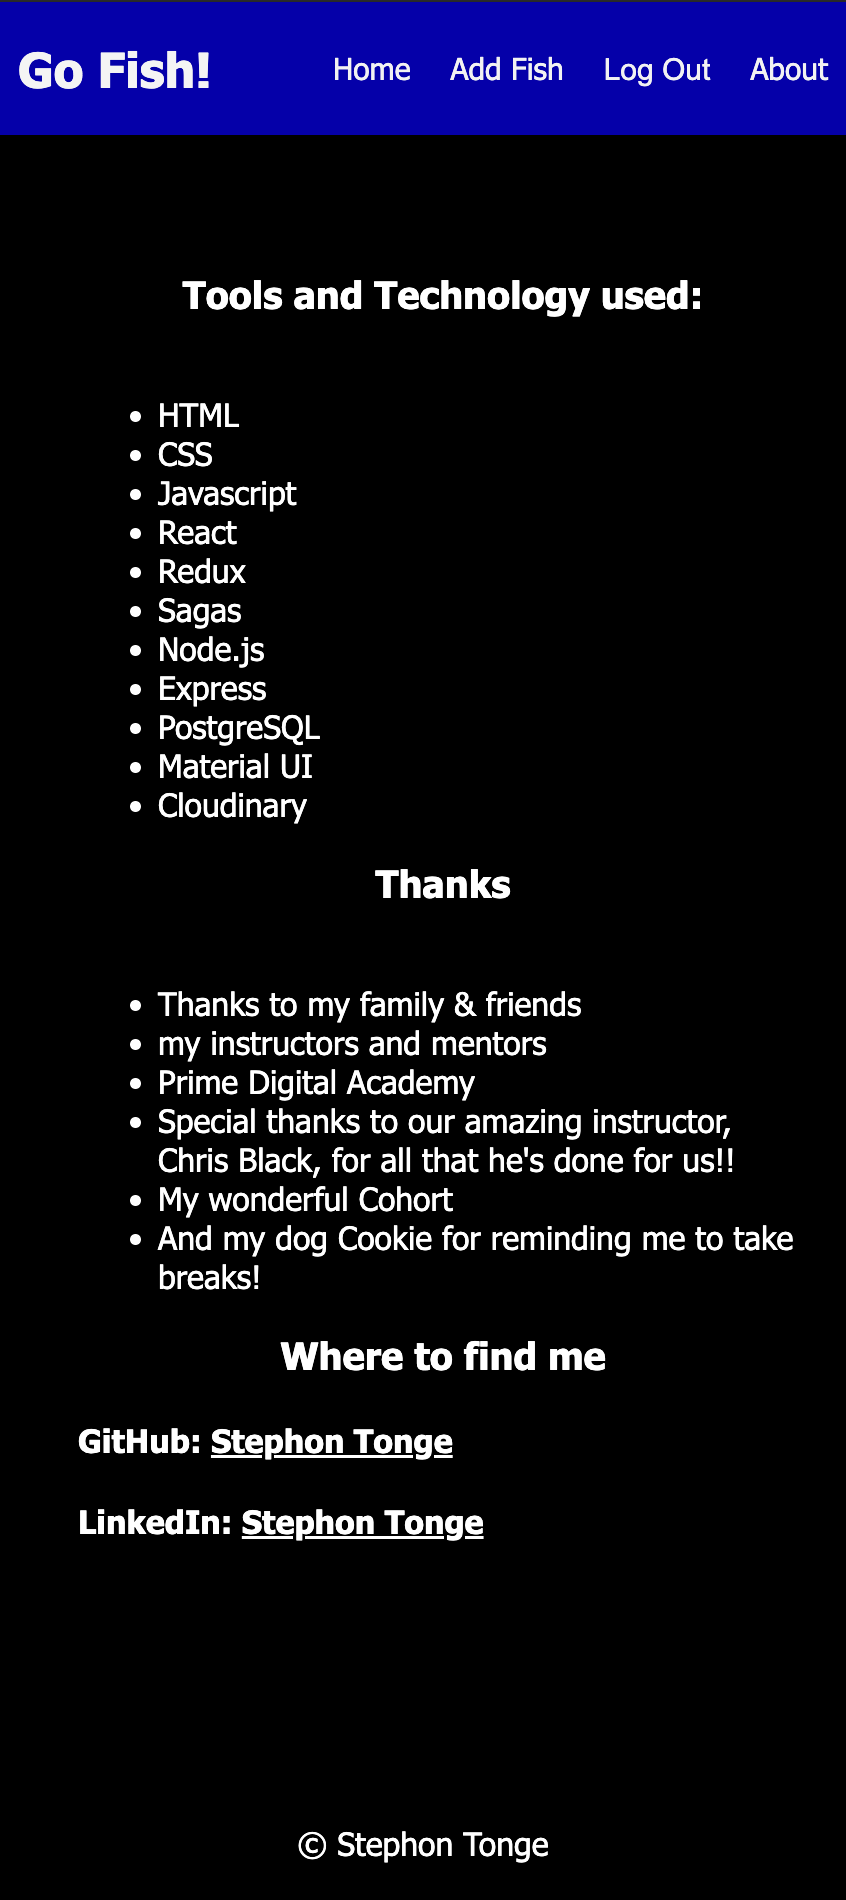 Go Fish!
Home Add Fish Log Out About
Tools and Technology used:
• HTML
• CSS
• Javascript
• React
• Redux
• Sagas
• Node.js
• Express
• PostgreSQL
• Material UI
• Cloudinary
Thanks
• Thanks to my family & friends
• my instructors and mentors
• Prime Digital Academy
• Special thanks to our amazing instructor,
Chris Black, for all that he's done for us!!
• My wonderful Cohort
• And my dog Cookie for reminding me to take
breaks!
Where to find me
GitHub: Stephon Tonge
LinkedIn: Stephon Tonge
© Stephon Tonge